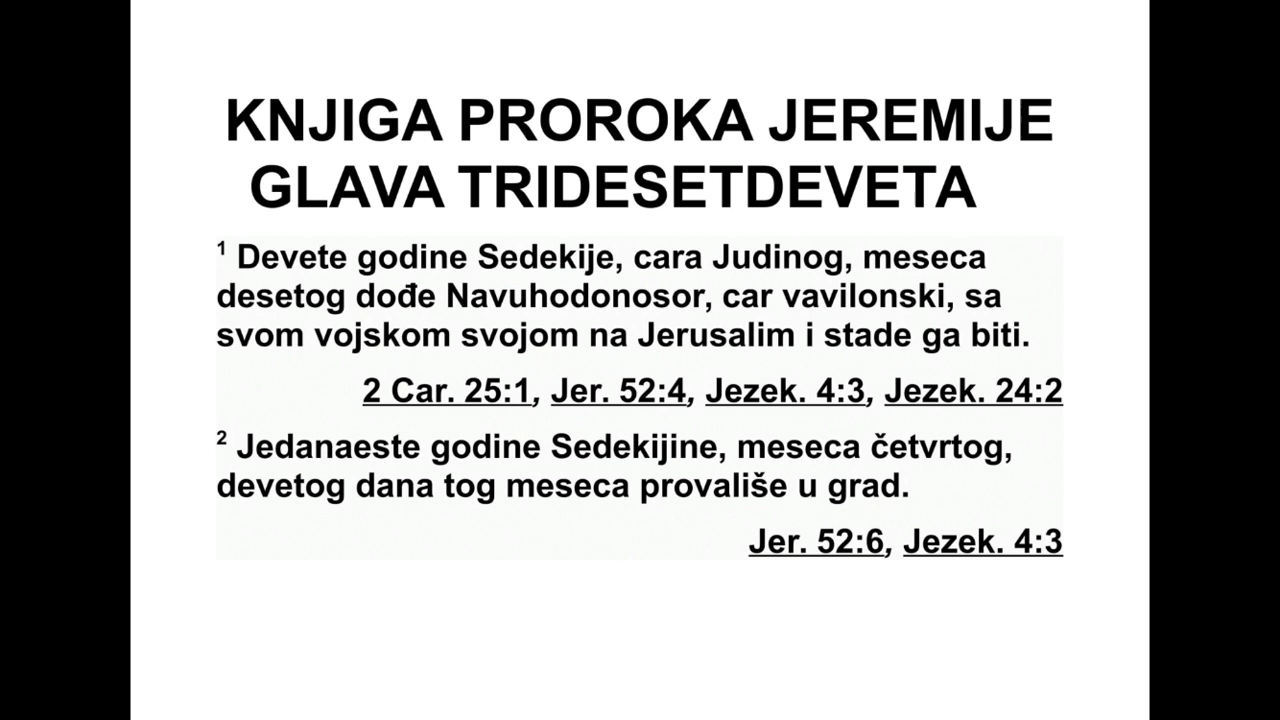 KNJIGA PROROKA JEREMIJE
GLAVA TRIDESETDEVETA
1 Devete godine Sedekije, cara Judinog, meseca
desetog dođe Navuhodonosor, car vavilonski, sa
svom vojskom svojom na Jerusalim i stade ga biti.
2 Car. 25:1, Jer. 52:4, Jezek. 4:3, Jezek. 24:2
2 Jedanaeste godine Sedekijine, meseca četvrtog,
devetog dana tog meseca provališe u grad.
Jer. 52:6, Jezek. 4:3